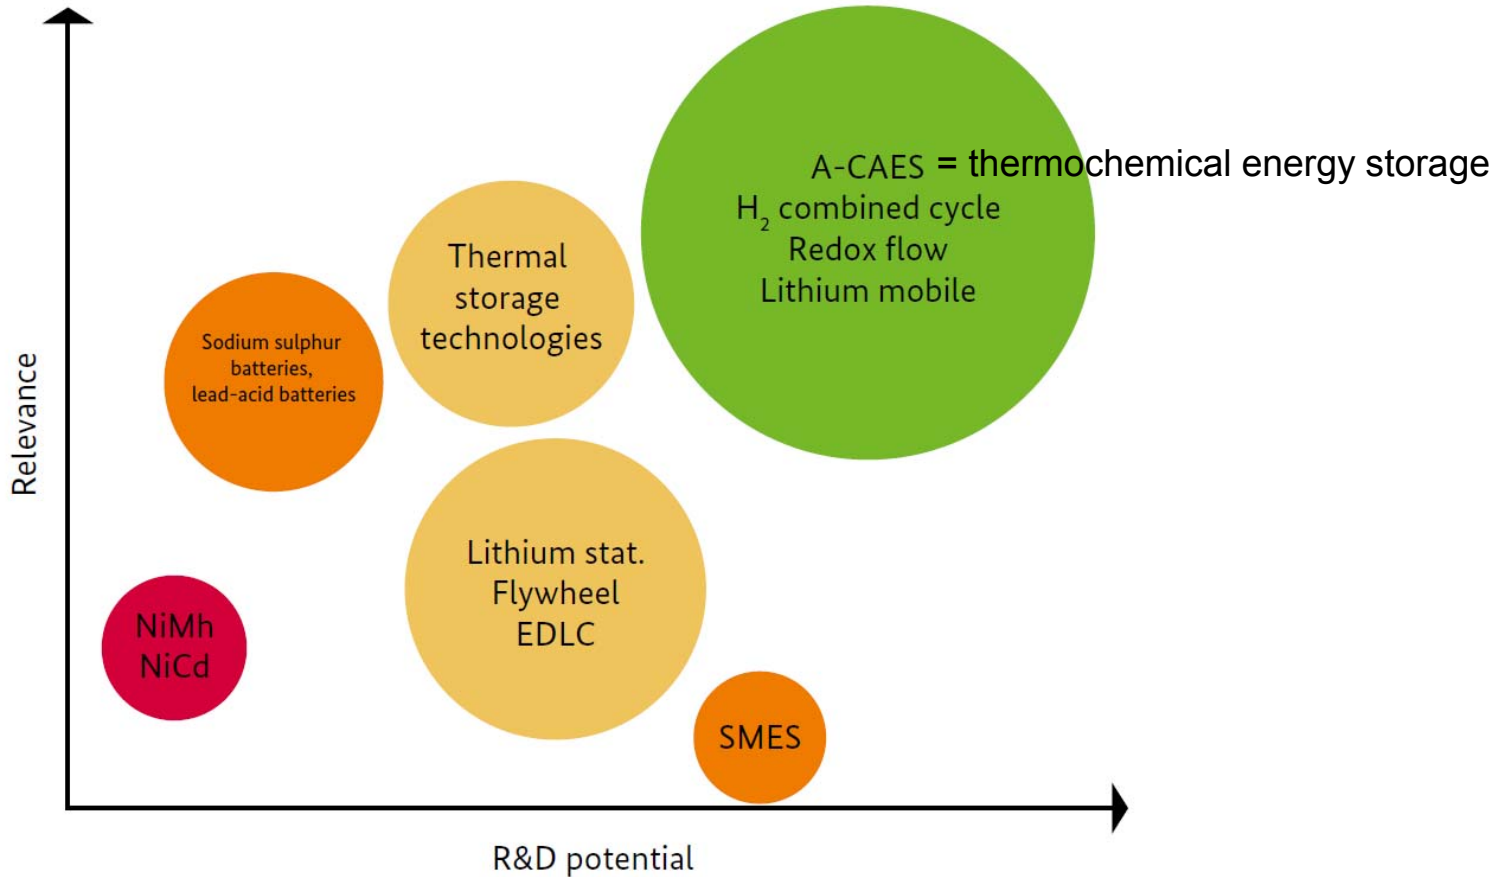 A-CAES = thermochemical energy storage
H₂ combined cycle
Redox flow
Lithium mobile
Thermal
storage
technologies
Sodium sulphur
batteries,
lead-acid batteries
Relevance
Lithium stat.
Flywheel
EDLC
NiMh
NiCd
SMES
R&D potential